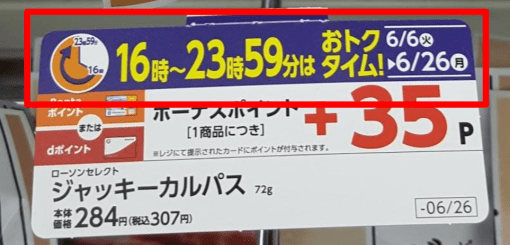 23時59分
16時
16時~23時59分は
おトク
タイム!
6/6火
▶6/26月
Ponta
ポイント
または
dポイント
ボーナスポイント
[1商品につき]
+35P
※レジにて提示されたカードにポイントが付与されます。
ローソンセレクト
ジャッキーカルパス 72g
本体
価格 284円(税込307円)
-06/26